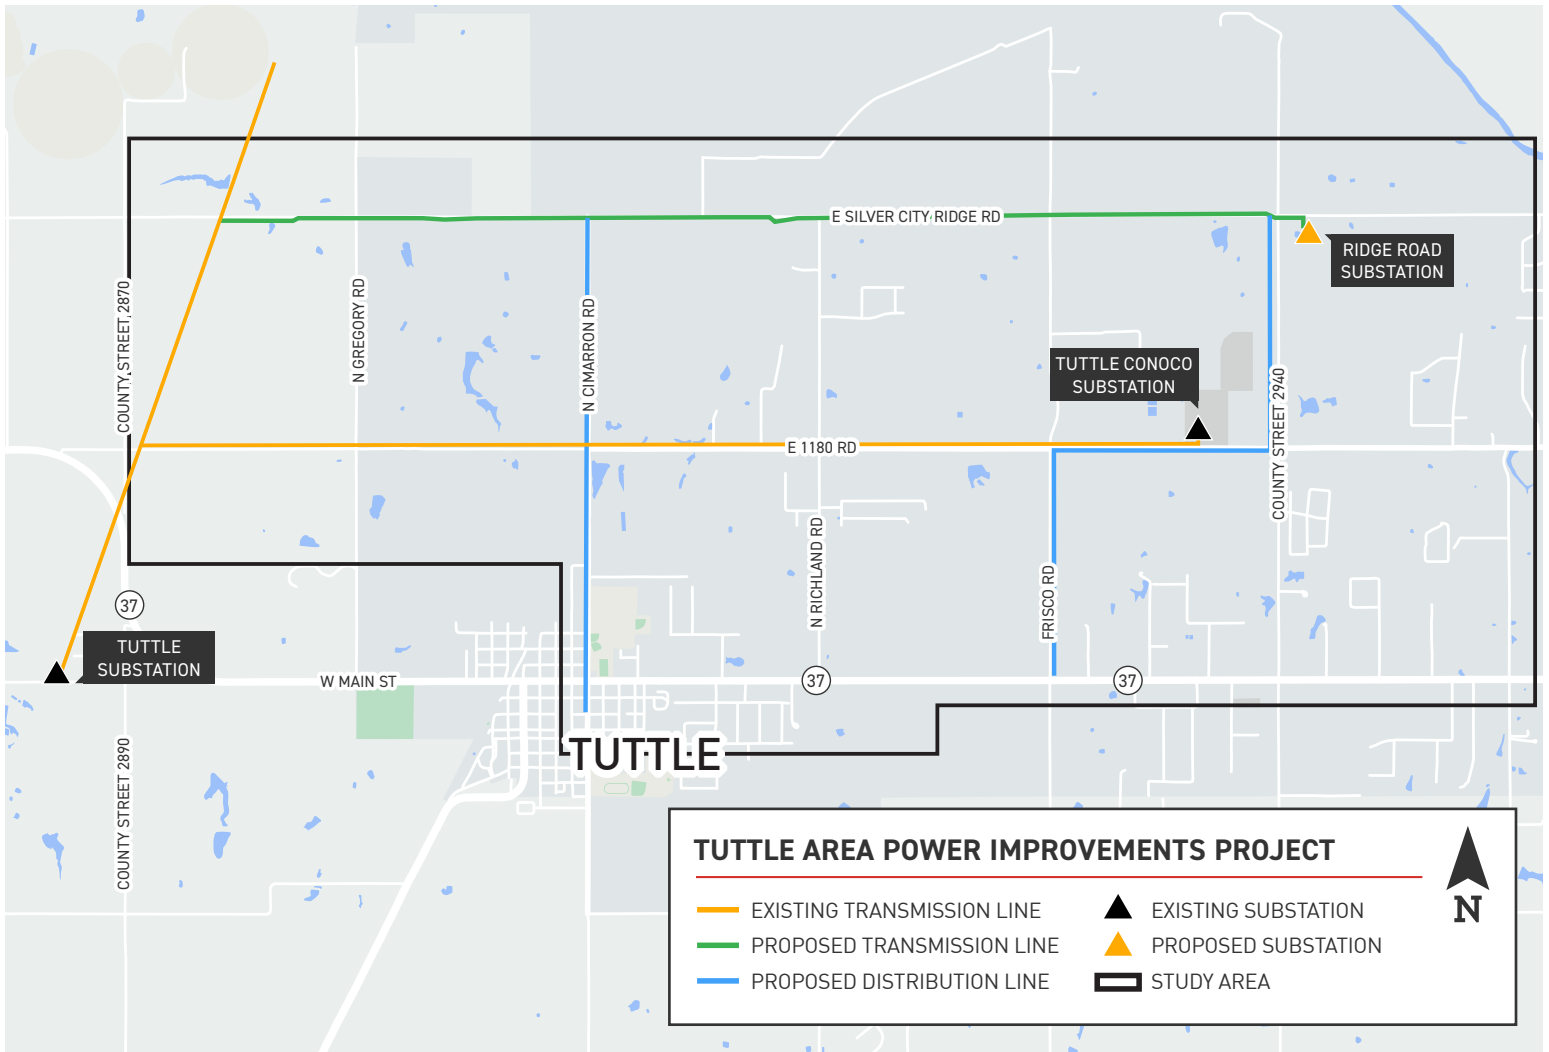 E SILVER CITY RIDGE RD
RIDGE ROAD
SUBSTATION
COUNTY STREET 2870
N GREGORY RD
N CIMARRON RD
TUTTLE CONOCO
SUBSTATION
COUNTY STREET 2940
E 1180 RD
N RICHLAND RD
FRISCO RD
37
TUTTLE
SUBSTATION
W MAIN ST
37
37
TUTTLE
COUNTY STREET 2890
TUTTLE AREA POWER IMPROVEMENTS PROJECT
N
EXISTING TRANSMISSION LINE
PROPOSED TRANSMISSION LINE
PROPOSED DISTRIBUTION LINE
EXISTING SUBSTATION
PROPOSED SUBSTATION
STUDY AREA